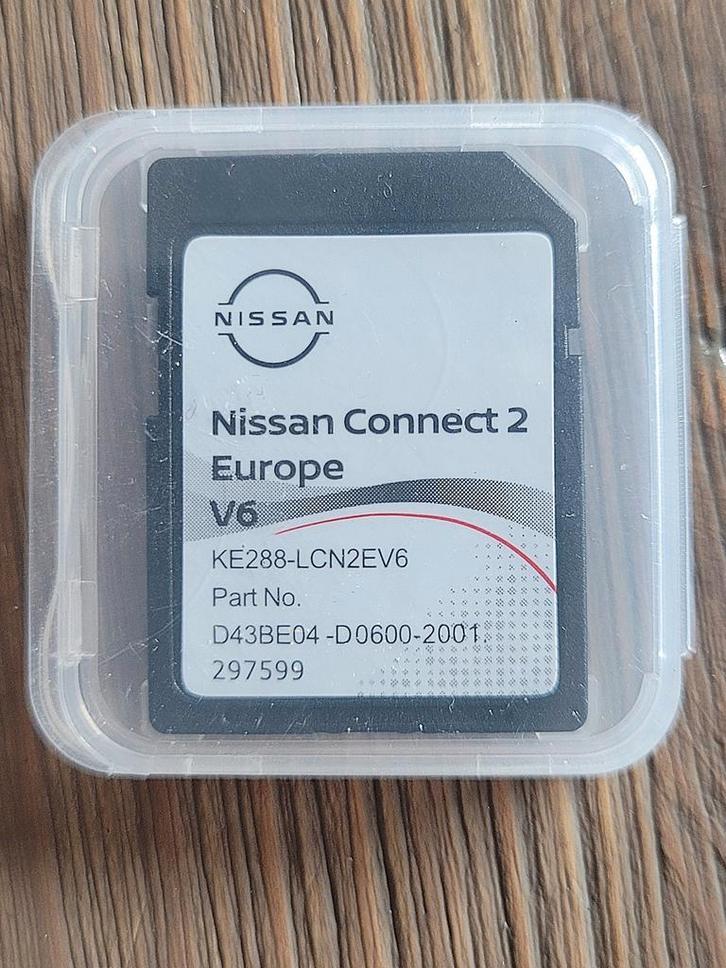 NISSAN
Nissan Connect 2
Europe
V6
KE288-LCN2EV6
Part No.
D43BE04-D0600-2001.
297599